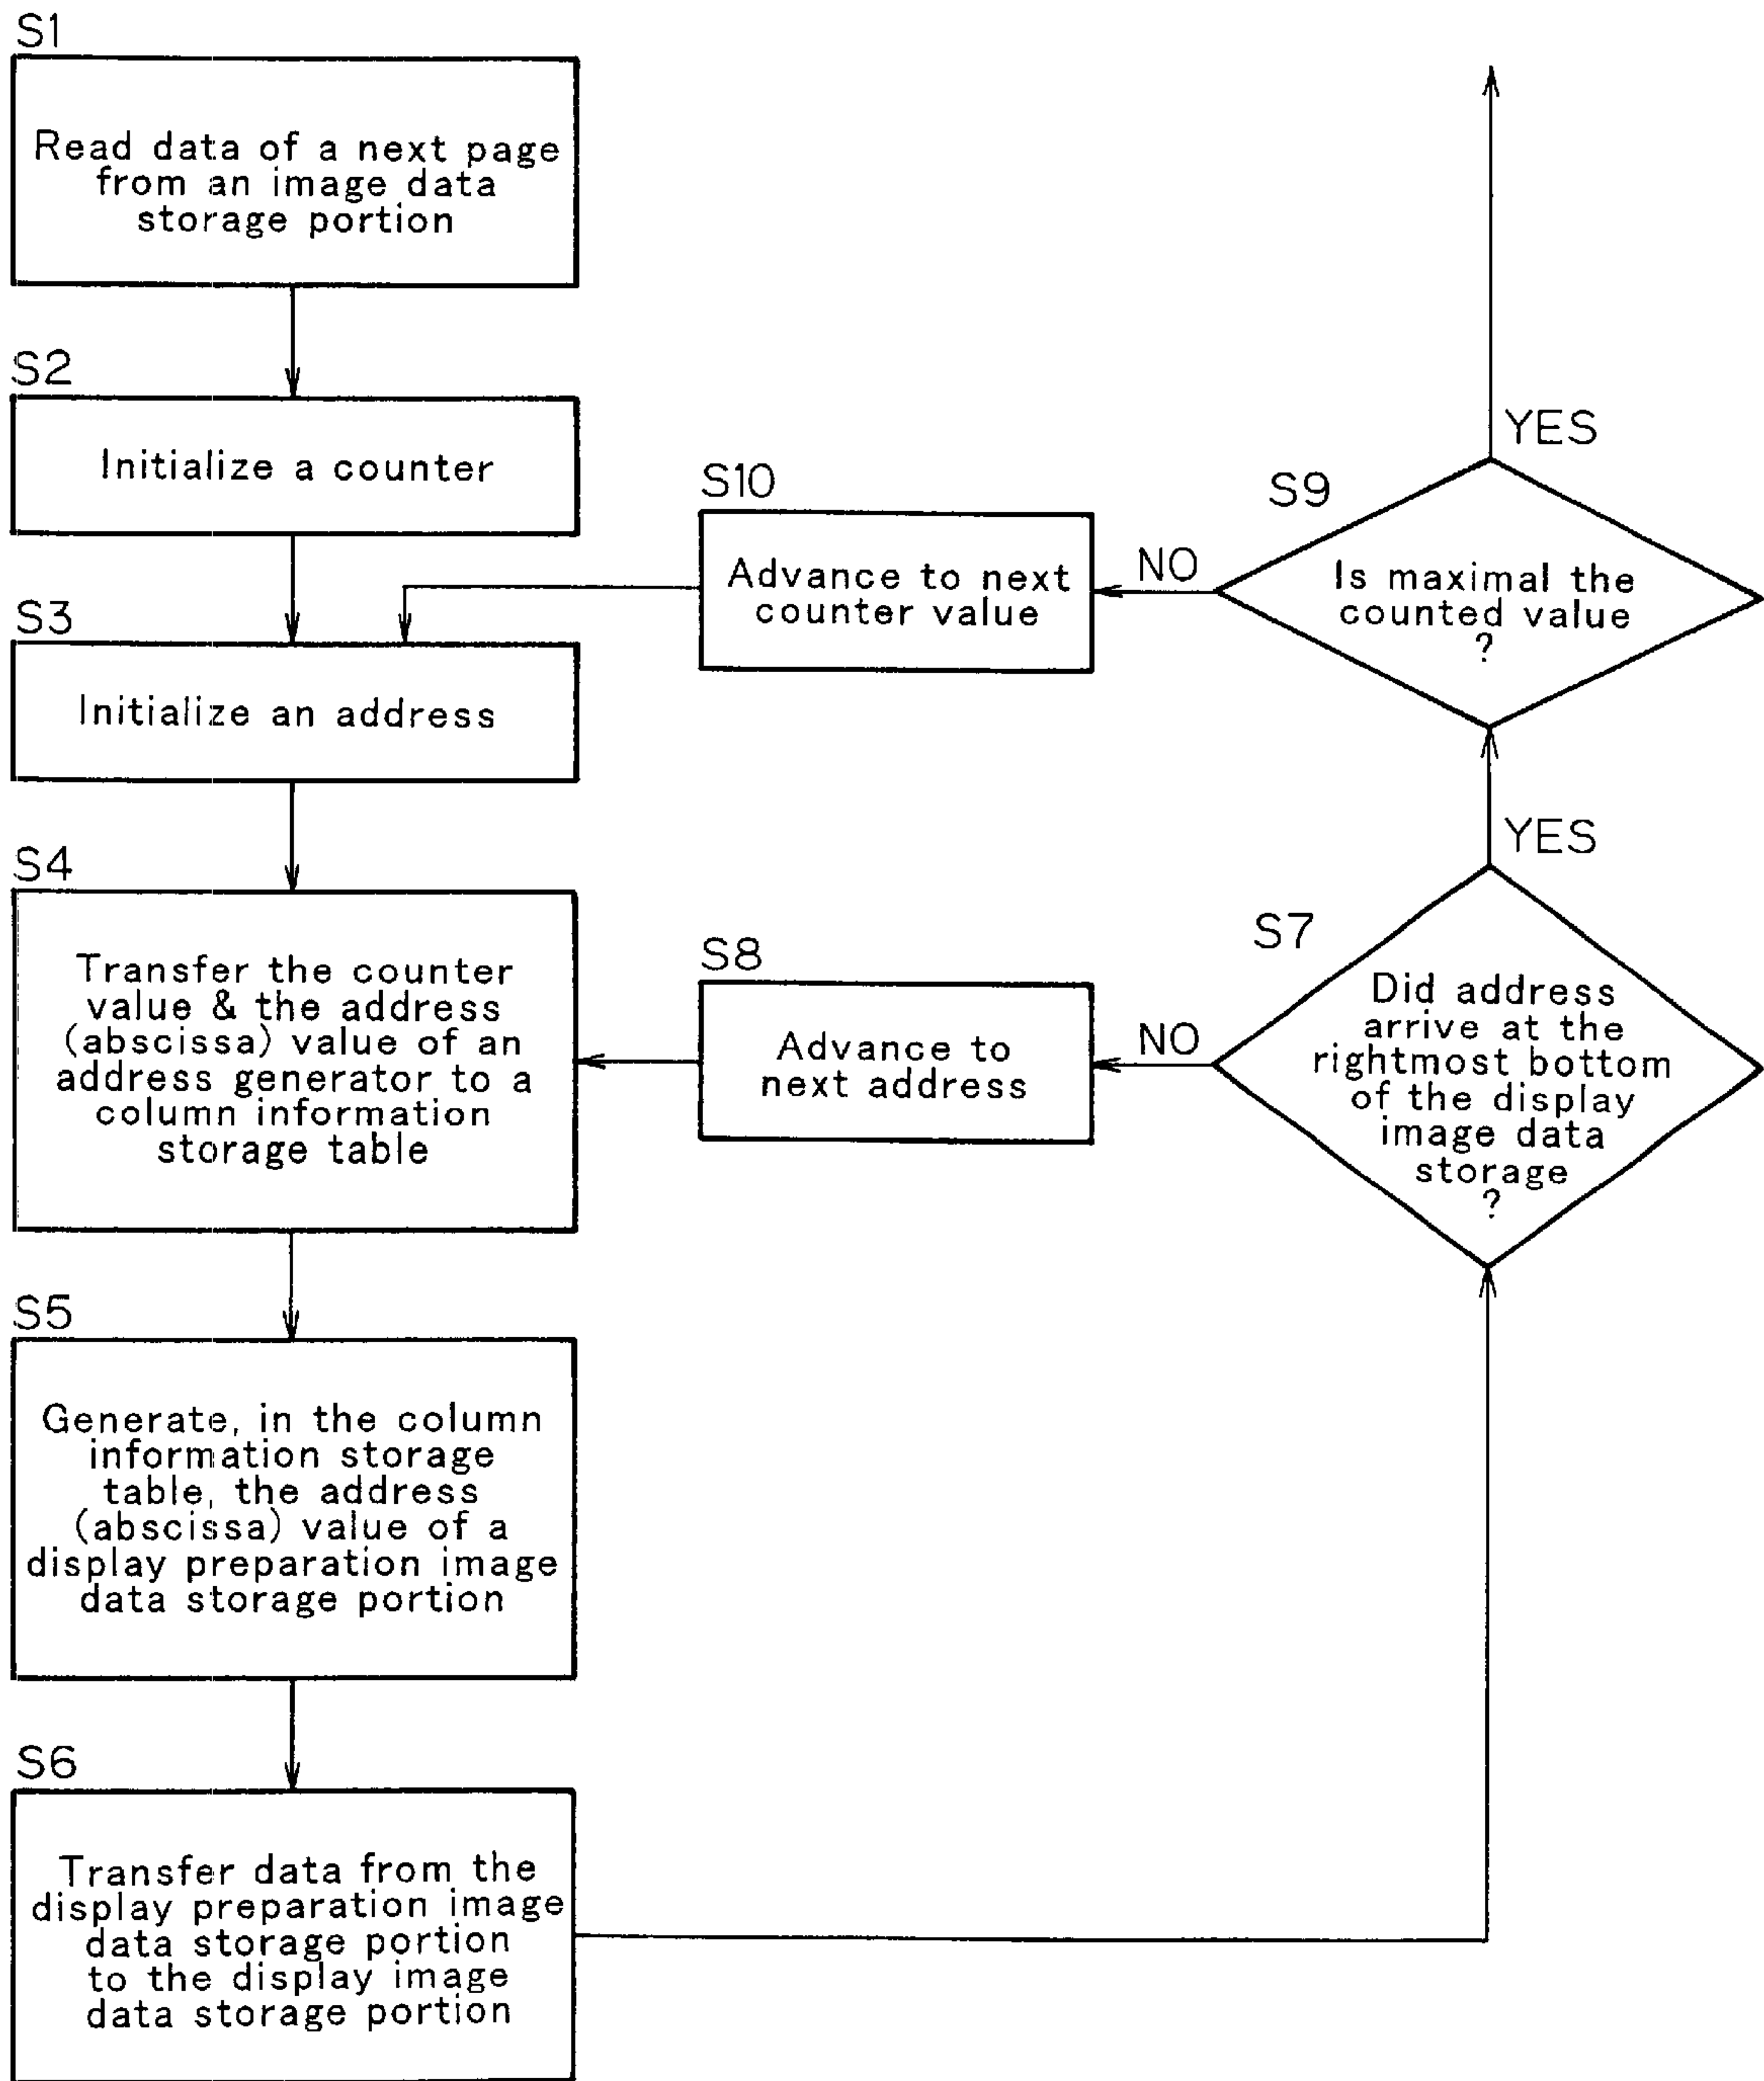 S1
Read data of a next page
from an image data
storage portion
S2
Initialize a counter
S3
Initialize an address
S4
Transfer the counter
value & the address
(abscissa) value of an
address generator to a
column information
storage table
S5
Generate, in the column
information storage
table, the address
(abscissa) value of a
display preparation image
data storage portion
S6
Transfer data from the
display preparation image
data storage portion
to the display image
data storage portion
S7
Did address
arrive at the
rightmost bottom
of the display
image data
storage
?
NO
YES
S8
Advance to
next address
S9
Is maximal the
counted value
?
NO
YES
S10
Advance to next
counter value